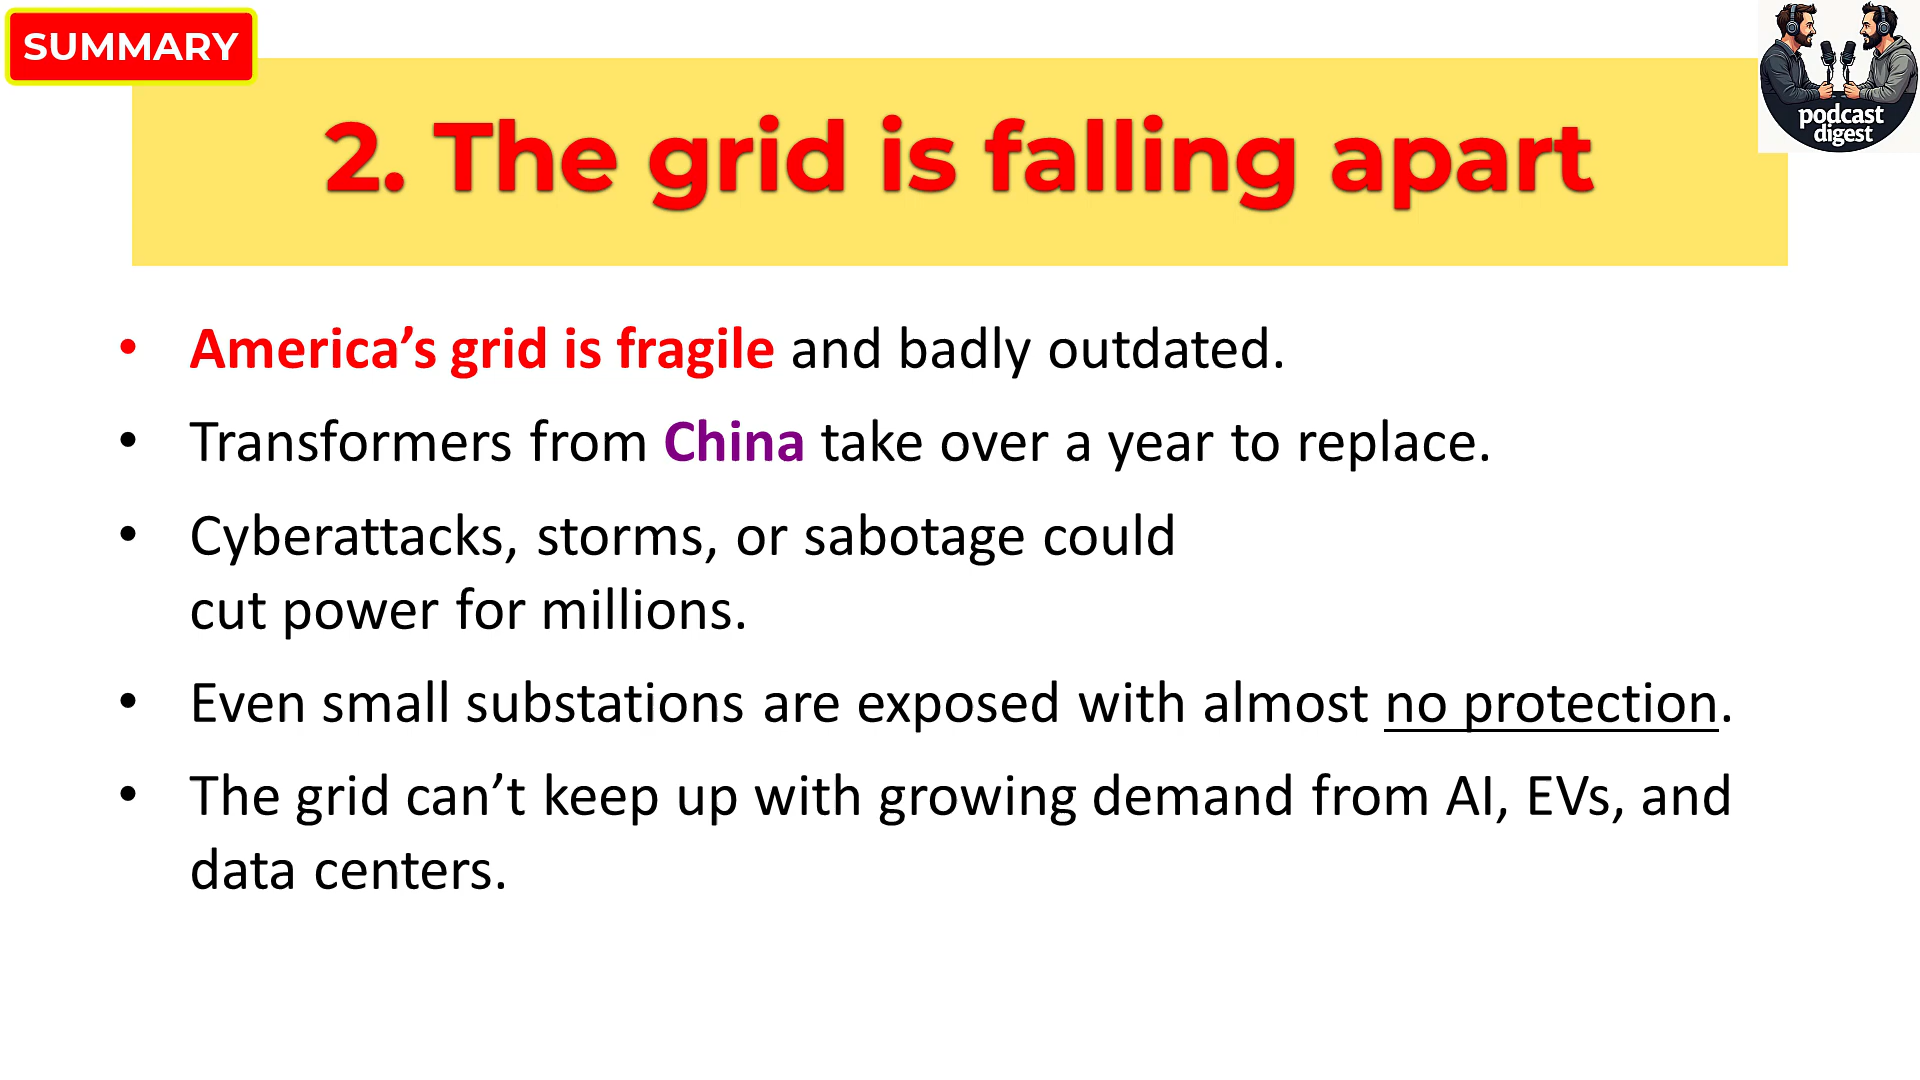 SUMMARY
podcast
digest
2. The grid is falling apart
• America’s grid is fragile and badly outdated.
• Transformers from China take over a year to replace.
• Cyberattacks, storms, or sabotage could
cut power for millions.
• Even small substations are exposed with almost no protection.
• The grid can’t keep up with growing demand from AI, EVs, and
data centers.